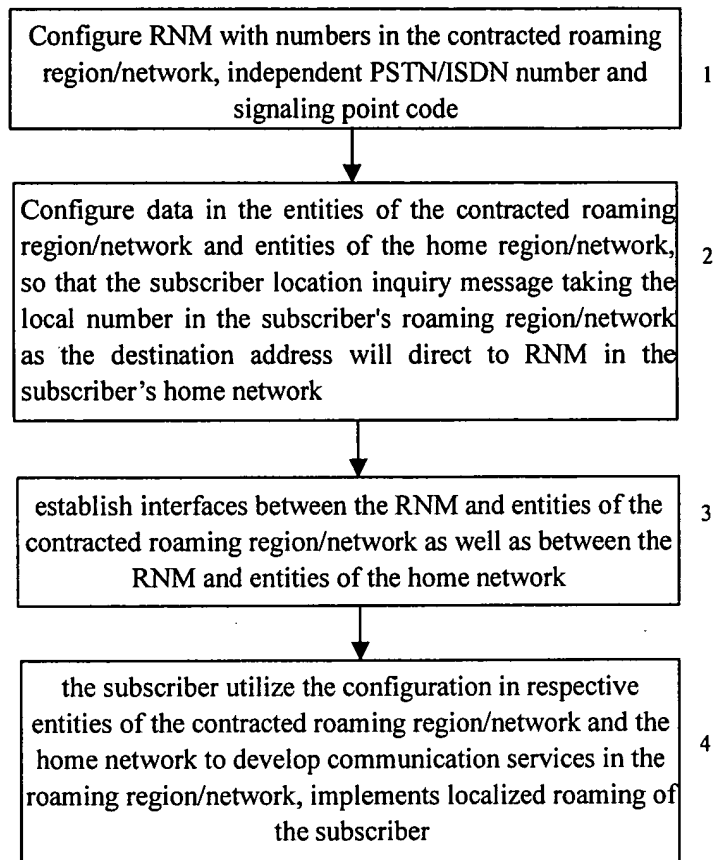 Configure RNM with numbers in the contracted roaming
region/network, independent PSTN/ISDN number and
signaling point code
1
Configure data in the entities of the contracted roaming
region/network and entities of the home region/network,
so that the subscriber location inquiry message taking the
local number in the subscriber's roaming region/network
as the destination address will direct to RNM in the
subscriber's home network
2
establish interfaces between the RNM and entities of the
contracted roaming region/network as well as between the
RNM and entities of the home network
3
the subscriber utilize the configuration in respective
entities of the contracted roaming region/network and the
home network to develop communication services in the
roaming region/network, implements localized roaming of
the subscriber
4